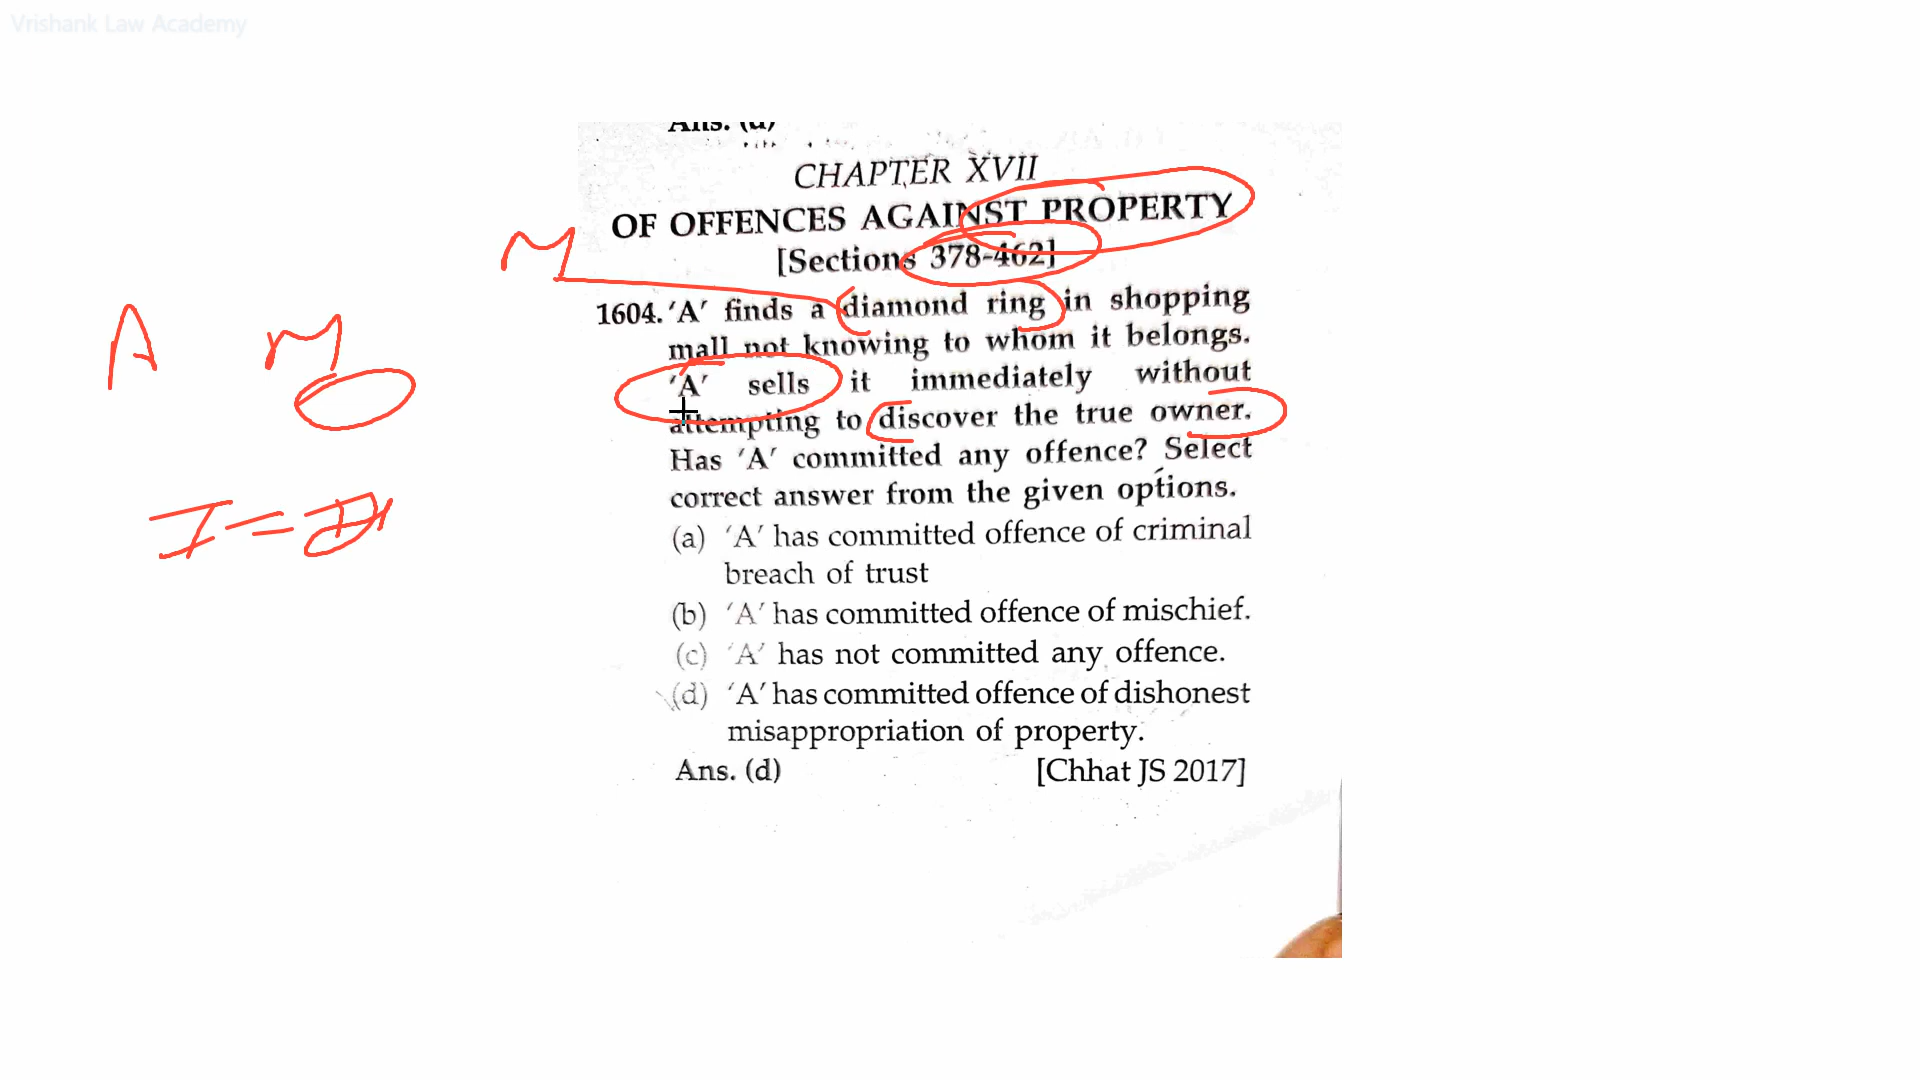 Vrishank Law Academy
CHAPTER XVII
OF OFFENCES AGAINST PROPERTY
[Sections 378-462]
1604. 'A' finds a diamond ring in shopping
mall not knowing to whom it belongs.
'A' sells it immediately without
attempting to discover the true owner.
Has 'A' committed any offence? Select
correct answer from the given options.
(a) 'A' has committed offence of criminal
breach of trust
(b) 'A' has committed offence of mischief.
(c) 'A' has not committed any offence.
(d) 'A' has committed offence of dishonest
misappropriation of property.
Ans. (d) [Chhat JS 2017]
M
A M